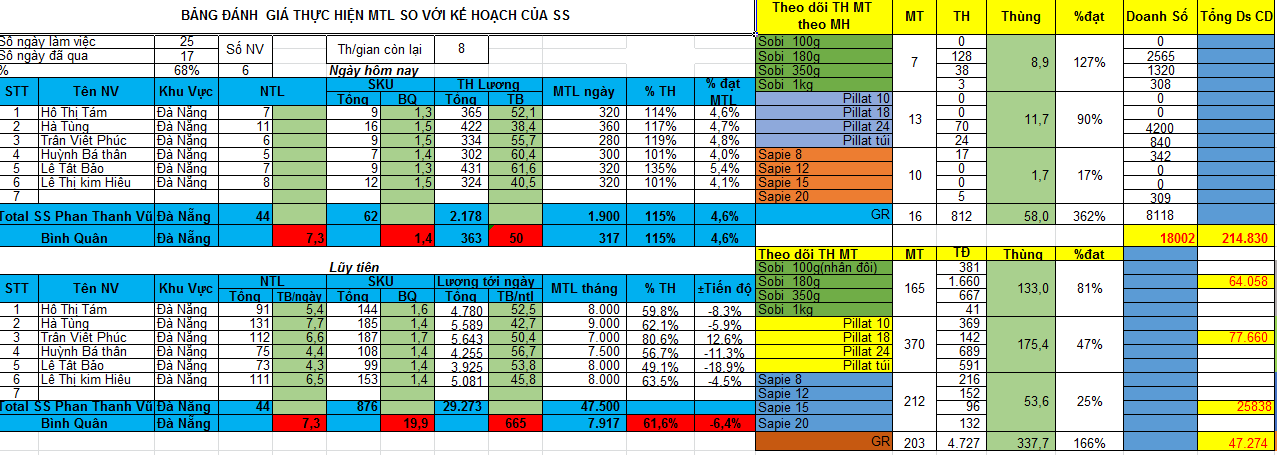 BẢNG ĐÁNH GIÁ THỰC HIỆN MTL SO VỚI KẾ HOẠCH CỦA SS
Số ngày làm việc 25 Số NV Th/gian còn lại 8
Số ngày đã qua 17
% 68% 6 Ngày hôm nay
STT Tên NV Khu Vực NTL SKU TH Lương MTL ngày % TH % đạt MTL
Tổng BQ Tổng TB
1 Hồ Thị Tám Đà Nẵng 7 9 1,3 365 52,1 320 114% 4,6%
2 Hà Tùng Đà Nẵng 11 16 1,5 422 38,4 360 117% 4,7%
3 Trần Viết Phúc Đà Nẵng 6 9 1,5 334 55,7 280 119% 4,8%
4 Huỳnh Bá thân Đà Nẵng 5 7 1,4 302 60,4 300 101% 4,0%
5 Lê Tất Bảo Đà Nẵng 7 9 1,3 431 61,6 320 135% 5,4%
6 Lê Thị kim Hiêu Đà Nẵng 8 12 1,5 324 40,5 320 101% 4,1%
7
Total SS Phan Thanh Vũ Đà Nẵng 44 62 2.178 1.900 115% 4,6%
Bình Quân Đà Nẵng 7,3 1,4 363 50 317 115% 4,6%
Lũy tiên
STT Tên NV Khu Vực NTL SKU Lương tới ngày MTL tháng % TH ±Tiến độ
Tổng TB/ngày Tổng BQ Tổng TB/ntl
1 Hồ Thị Tám Đà Nẵng 91 5,4 144 1,6 4.780 52,5 8.000 59.8% -8.3%
2 Hà Tùng Đà Nẵng 131 7,7 185 1,4 5.589 42,7 9.000 62.1% -5.9%
3 Trần Viết Phúc Đà Nẵng 112 6,6 187 1,7 5.643 50,4 7.000 80.6% 12.6%
4 Huỳnh Bá thân Đà Nẵng 75 4,4 108 1,4 4.255 56,7 7.500 56.7% -11.3%
5 Lê Tất Bảo Đà Nẵng 73 4,3 99 1,4 3.925 53,8 8.000 49.1% -18.9%
6 Lê Thị kim Hiêu Đà Nẵng 111 6,5 153 1,4 5.081 45,8 8.000 63.5% -4.5%
7
Total SS Phan Thanh Vũ Đà Nẵng 44 876 29.273 47.500
Bình Quân Đà Nẵng 7,3 19,9 665 7.917 61,6% -6,4%
Theo dõi TH MT theo MH MT TH Thùng %đạt Doanh Số Tổng Ds CD
Sobi 100g 0 0
Sobi 180g 7 128 8,9 127% 2565
Sobi 350g 38 1320
Sobi 1kg 3 308
Pillat 10 0 0
Pillat 18 13 0 11,7 90%
Pillat 24 70 4200
Pillat túi 24 840
Sapie 8 17 342
Sapie 12 10 0 1,7 17% 0
Sapie 15 0 0
Sapie 20 5 309
GR 16 812 58,0 362% 8118
18002 214.830
Theo dõi TH MT MT TĐ Thùng %đạt
Sobi 100g(nhân đôi) 381
Sobi 180g 165 1.660 133,0 81% 64.058
Sobi 350g 667
Sobi 1kg 41
Pillat 10 369
Pillat 18 370 142 175,4 47% 77.660
Pillat 24 689
Pillat túi 591
Sapie 8 216
Sapie 12 212 152 53,6 25%
Sapie 15 96 25838
Sapie 20 132
GR 203 4.727 337,7 166% 47.274